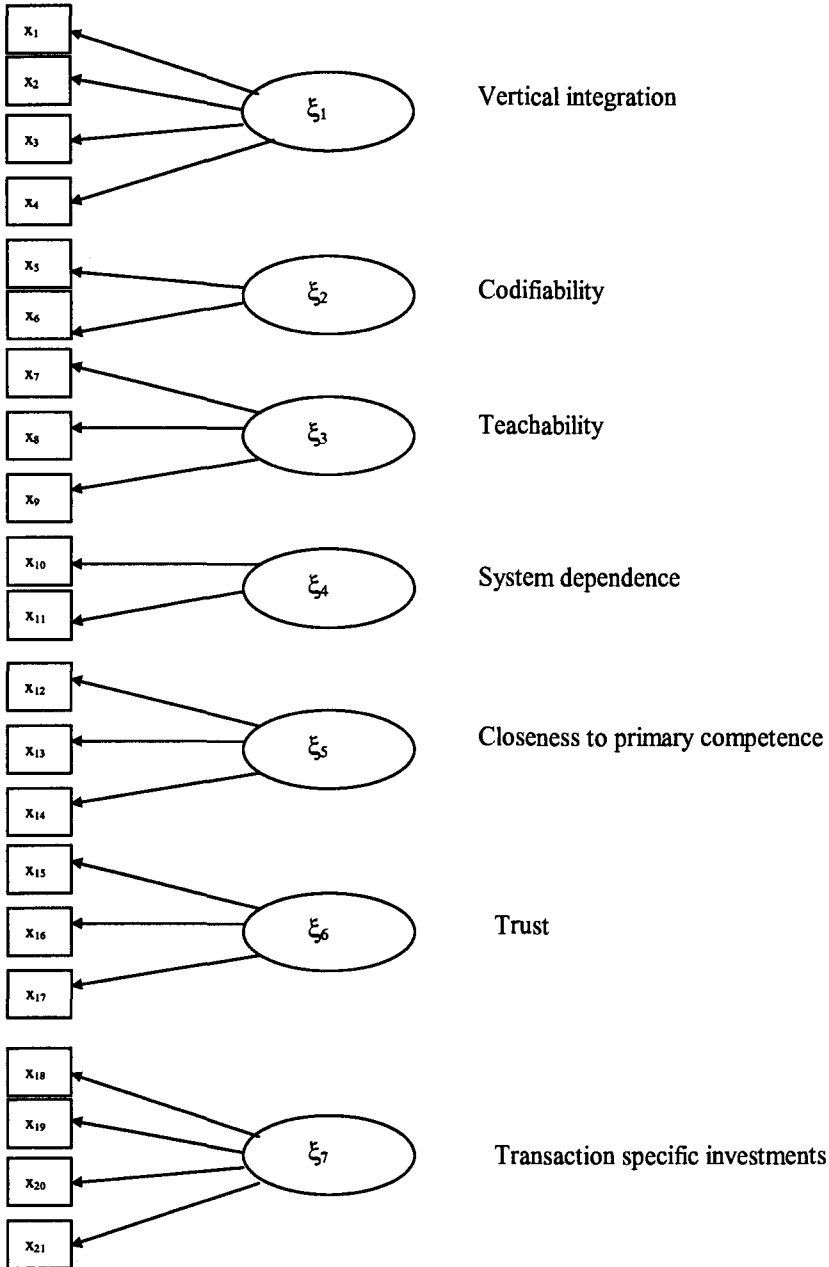 x₁
x₂
ξ₁ Vertical integration
x₃
x₄
x₅
ξ₂ Codifiability
x₆
x₇
x₈ ξ₃ Teachability
x₉
x₁₀
ξ₄ System dependence
x₁₁
x₁₂
x₁₃ ξ₅ Closeness to primary competence
x₁₄
x₁₅
x₁₆ ξ₆ Trust
x₁₇
x₁₈
x₁₉
ξ₇ Transaction specific investments
x₂₀
x₂₁